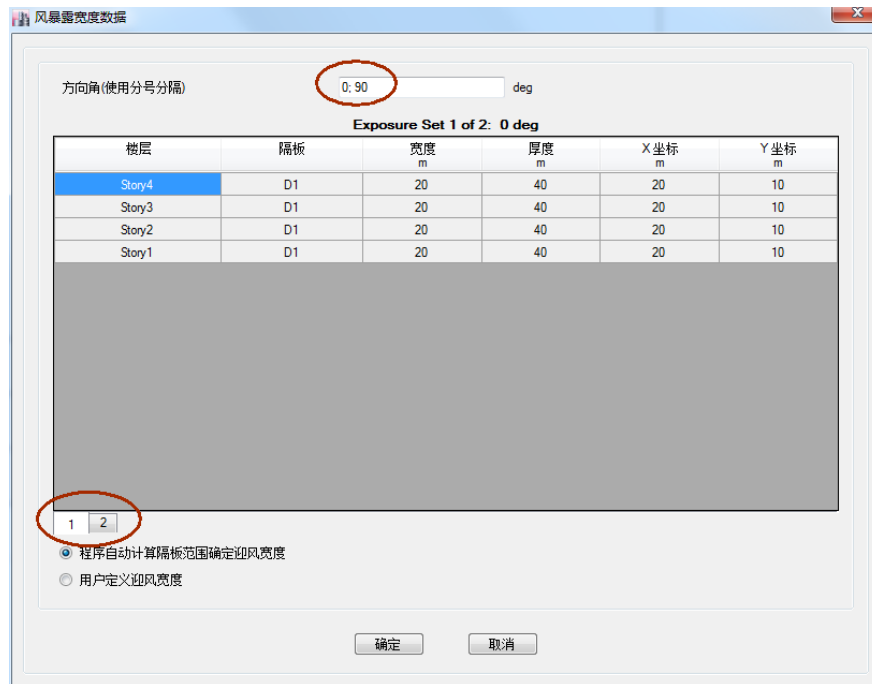 风暴露宽度数据
方向角(使用分号分隔) 0; 90 deg
Exposure Set 1 of 2: 0 deg
楼层 隔板 宽度 厚度 X坐标 Y坐标
m m m m
Story4 D1 20 40 20 10
Story3 D1 20 40 20 10
Story2 D1 20 40 20 10
Story1 D1 20 40 20 10
1 2
程序自动计算隔板范围确定迎风宽度
用户定义迎风宽度
确定 取消